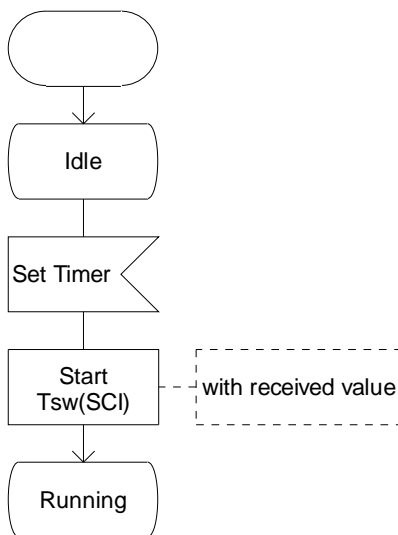 Idle
Set Timer
Start
Tsw(SCI)
with received value
Running